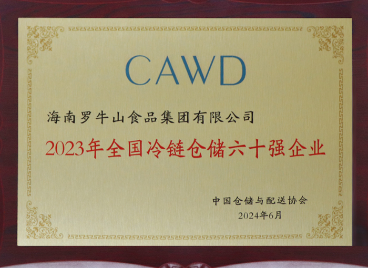 CAWD
海南罗牛山食品集团有限公司
2023年全国冷链仓储六十强企业
中国仓储与配送协会
2024年6月